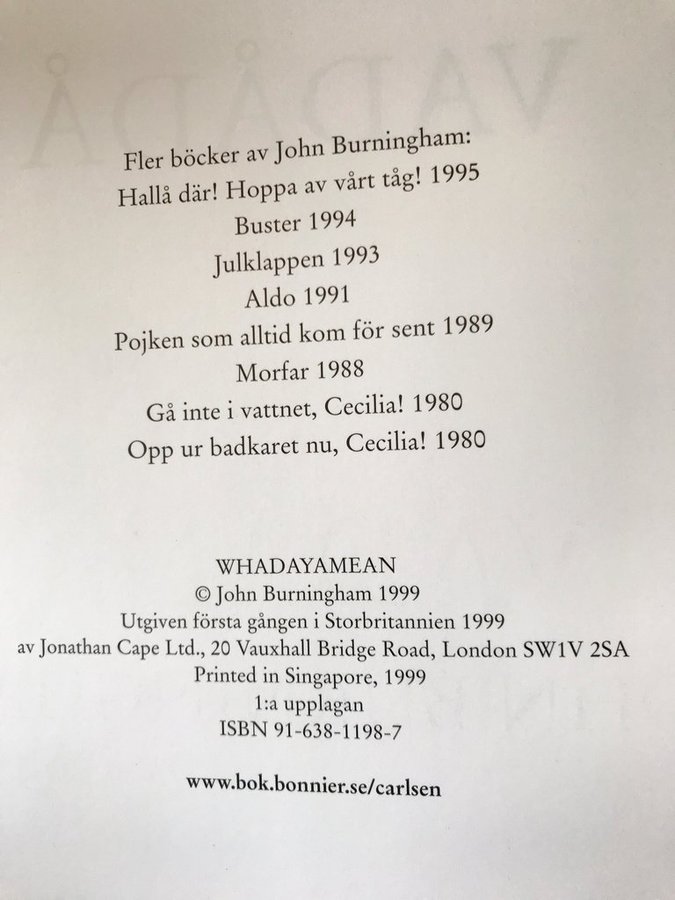 Fler böcker av John Burningham:
Hallå där! Hoppa av vårt tåg! 1995
Buster 1994
Julklappen 1993
Aldo 1991
Pojken som alltid kom för sent 1989
Morfar 1988
Gå inte i vattnet, Cecilia! 1980
Opp ur badkaret nu, Cecilia! 1980
WHADAYAMEAN
© John Burningham 1999
Utgiven första gången i Storbritannien 1999
av Jonathan Cape Ltd., 20 Vauxhall Bridge Road, London SW1V 2SA
Printed in Singapore, 1999
1:a upplagan
ISBN 91-638-1198-7
www.bok.bonnier.se/carlsen